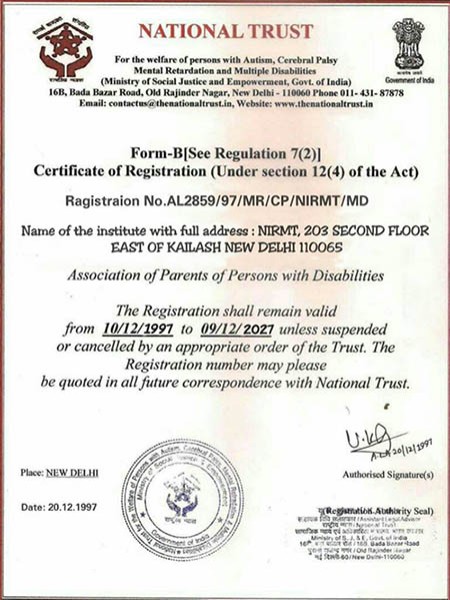 NATIONAL TRUST
For the welfare of persons with Autism, Cerebral Palsy
Mental Retardation and Multiple Disabilities
(Ministry of Social Justice and Empowerment, Govt. of India)
16B, Bada Bazar Road, Old Rajinder Nagar, New Delhi - 110060 Phone 011- 431- 87878
Email: contactus@thenationaltrust.in, Website: www.thenationaltrust.in
Government of India
Form-B[See Regulation 7(2)]
Certificate of Registration (Under section 12(4) of the Act)
Ragistraion No.AL2859/97/MR/CP/NIRMT/MD
Name of the institute with full address : NIRMT, 203 SECOND FLOOR
EAST OF KAILASH NEW DELHI 110065
Association of Parents of Persons with Disabilities
The Registration shall remain valid
from 10/12/1997 to 09/12/2027 unless suspended
or cancelled by an appropriate order of the Trust. The
Registration number may please
be quoted in all future correspondence with National Trust.
20/12/1997
Place: NEW DELHI
Authorised Signature(s)
Date: 20.12.1997
(Registration Authority Seal)
Government of India
Ministry of S. J. & E, Govt. of India
16B, Bada Bazar Road
Old Rajinder Nagar
New Delhi-60